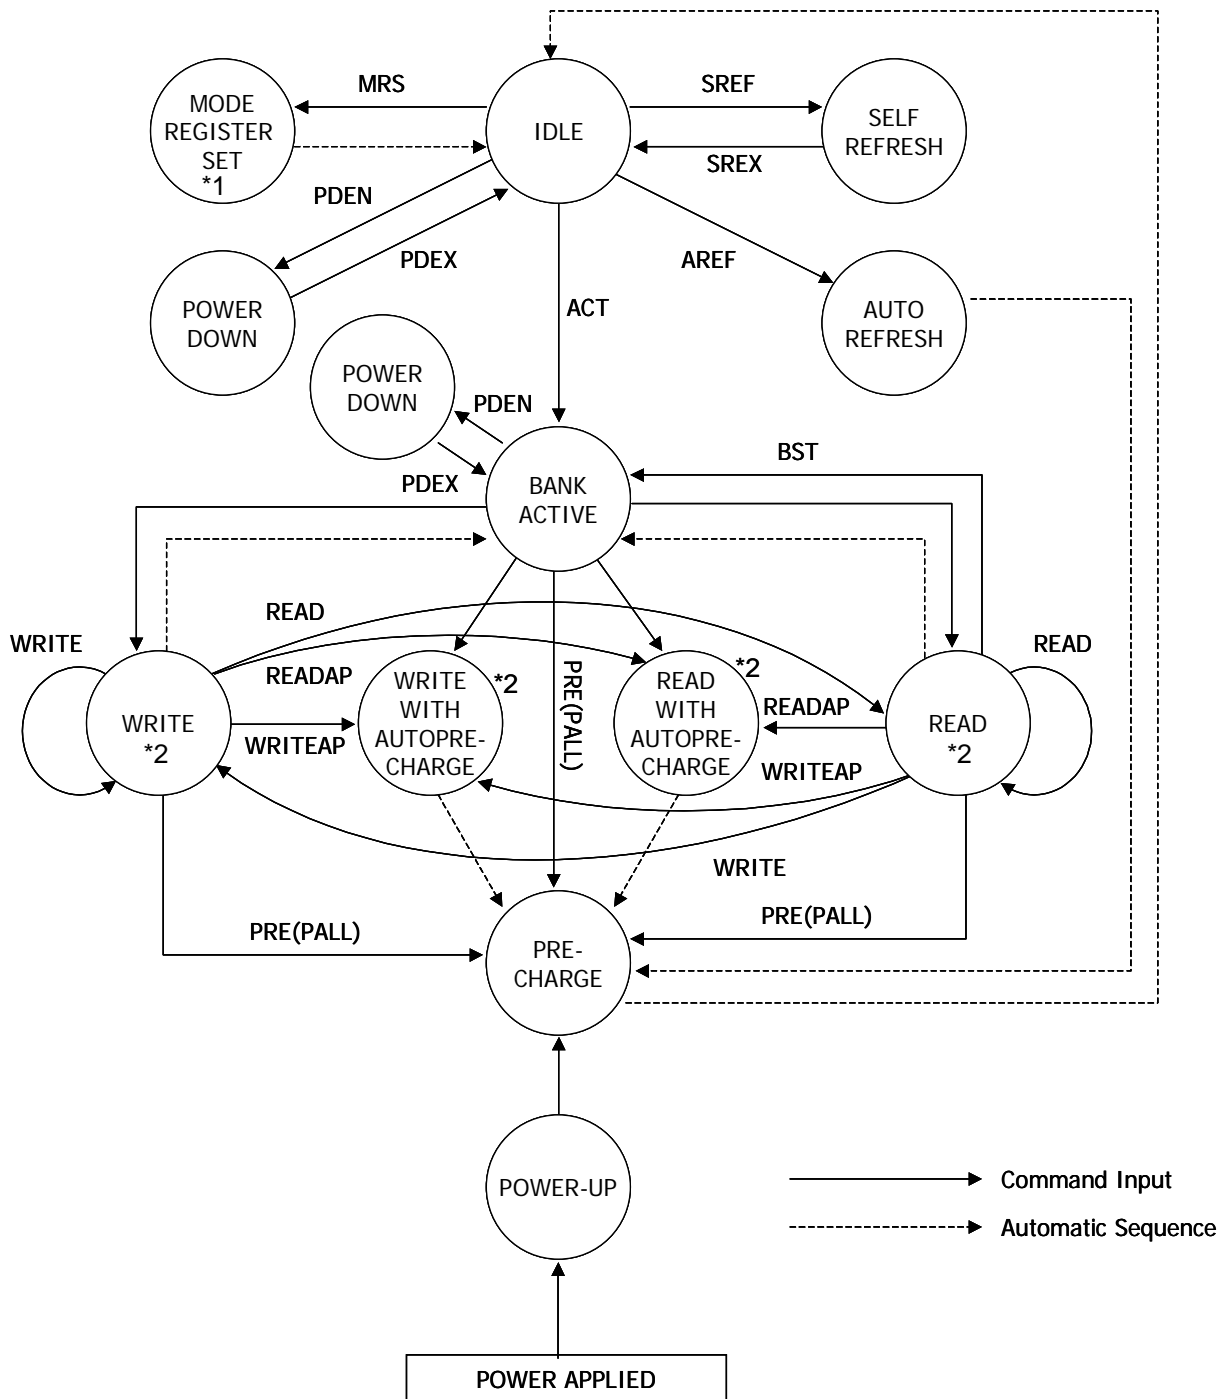 MRS
SREF
MODE
REGISTER
SET
*1
IDLE
SELF
REFRESH
SREX
PDEN
PDEX
AREF
POWER
DOWN
ACT
AUTO
REFRESH
POWER
DOWN
PDEN
PDEX
BANK
ACTIVE
BST
READ
WRITE
READ
READAP
WRITE
WITH
AUTOPRE-
CHARGE
*2
PRE(PALL)
READ
WITH
AUTOPRE-
CHARGE
*2
READAP
WRITE
*2
WRITEAP
WRITEAP
READ
*2
WRITE
PRE(PALL)
PRE(PALL)
PRE-
CHARGE
POWER-UP
Command Input
Automatic Sequence
POWER APPLIED